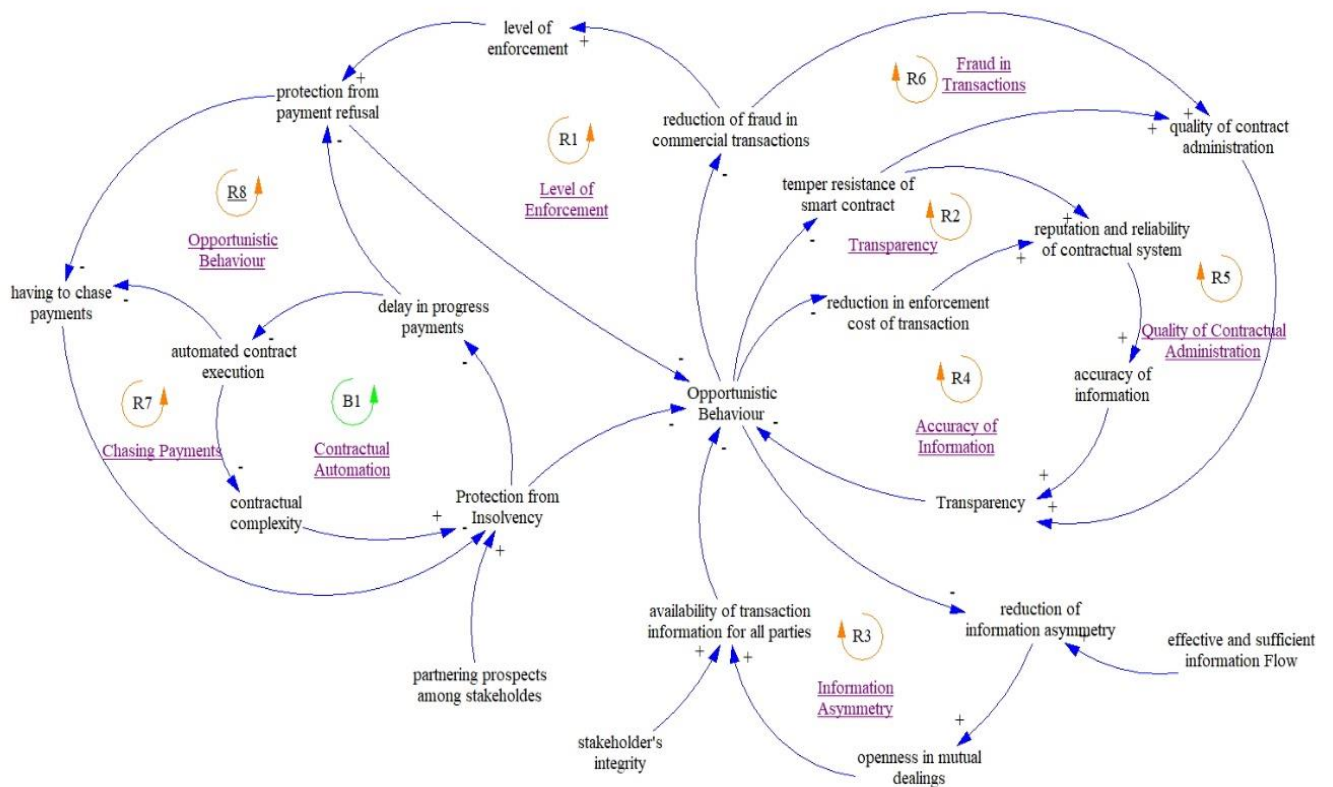 level of
enforcement
+
R6
Fraud in
Transactions
+
protection from
payment refusal
-
R1
Level of
Enforcement
reduction of fraud in
commercial transactions
-
+
+
quality of contract
administration
R8
Opportunistic
Behaviour
temper resistance of
smart contract
-
R2
Transparency
+
reputation and reliability
of contractual system
+
-
having to chase
payments
-
delay in progress
payments
-
-
reduction in enforcement
cost of transaction
R5
Quality of Contractual
Administration
+
automated contract
execution
-
R7
Chasing Payments
B1
Contractual
Automation
-
Opportunistic
Behaviour
-
-
-
-
R4
Accuracy of
Information
accuracy of
information
+
+
Transparency
-
contractual
complexity
+
-
Protection from
Insolvency
+
-
availability of transaction
information for all parties
+
+
R3
Information
Asymmetry
reduction of
information asymmetry
+
effective and sufficient
information Flow
partnering prospects
among stakeholdes
stakeholder's
integrity
+
openness in mutual
dealings